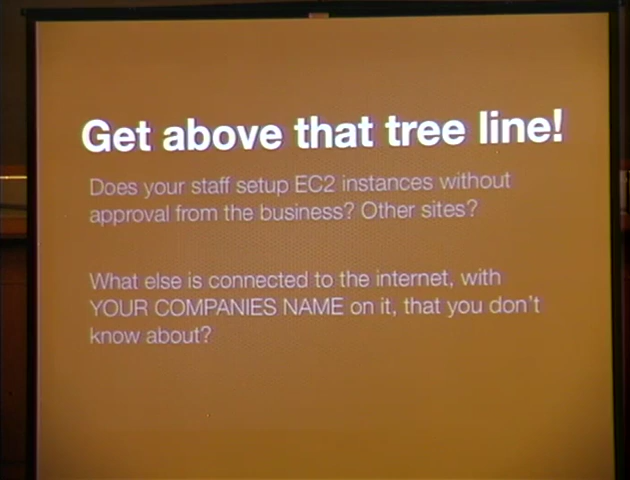 Get above that tree line!
Does your staff setup EC2 instances without
approval from the business? Other sites?
What else is connected to the internet, with
YOUR COMPANIES NAME on it, that you don't
know about?